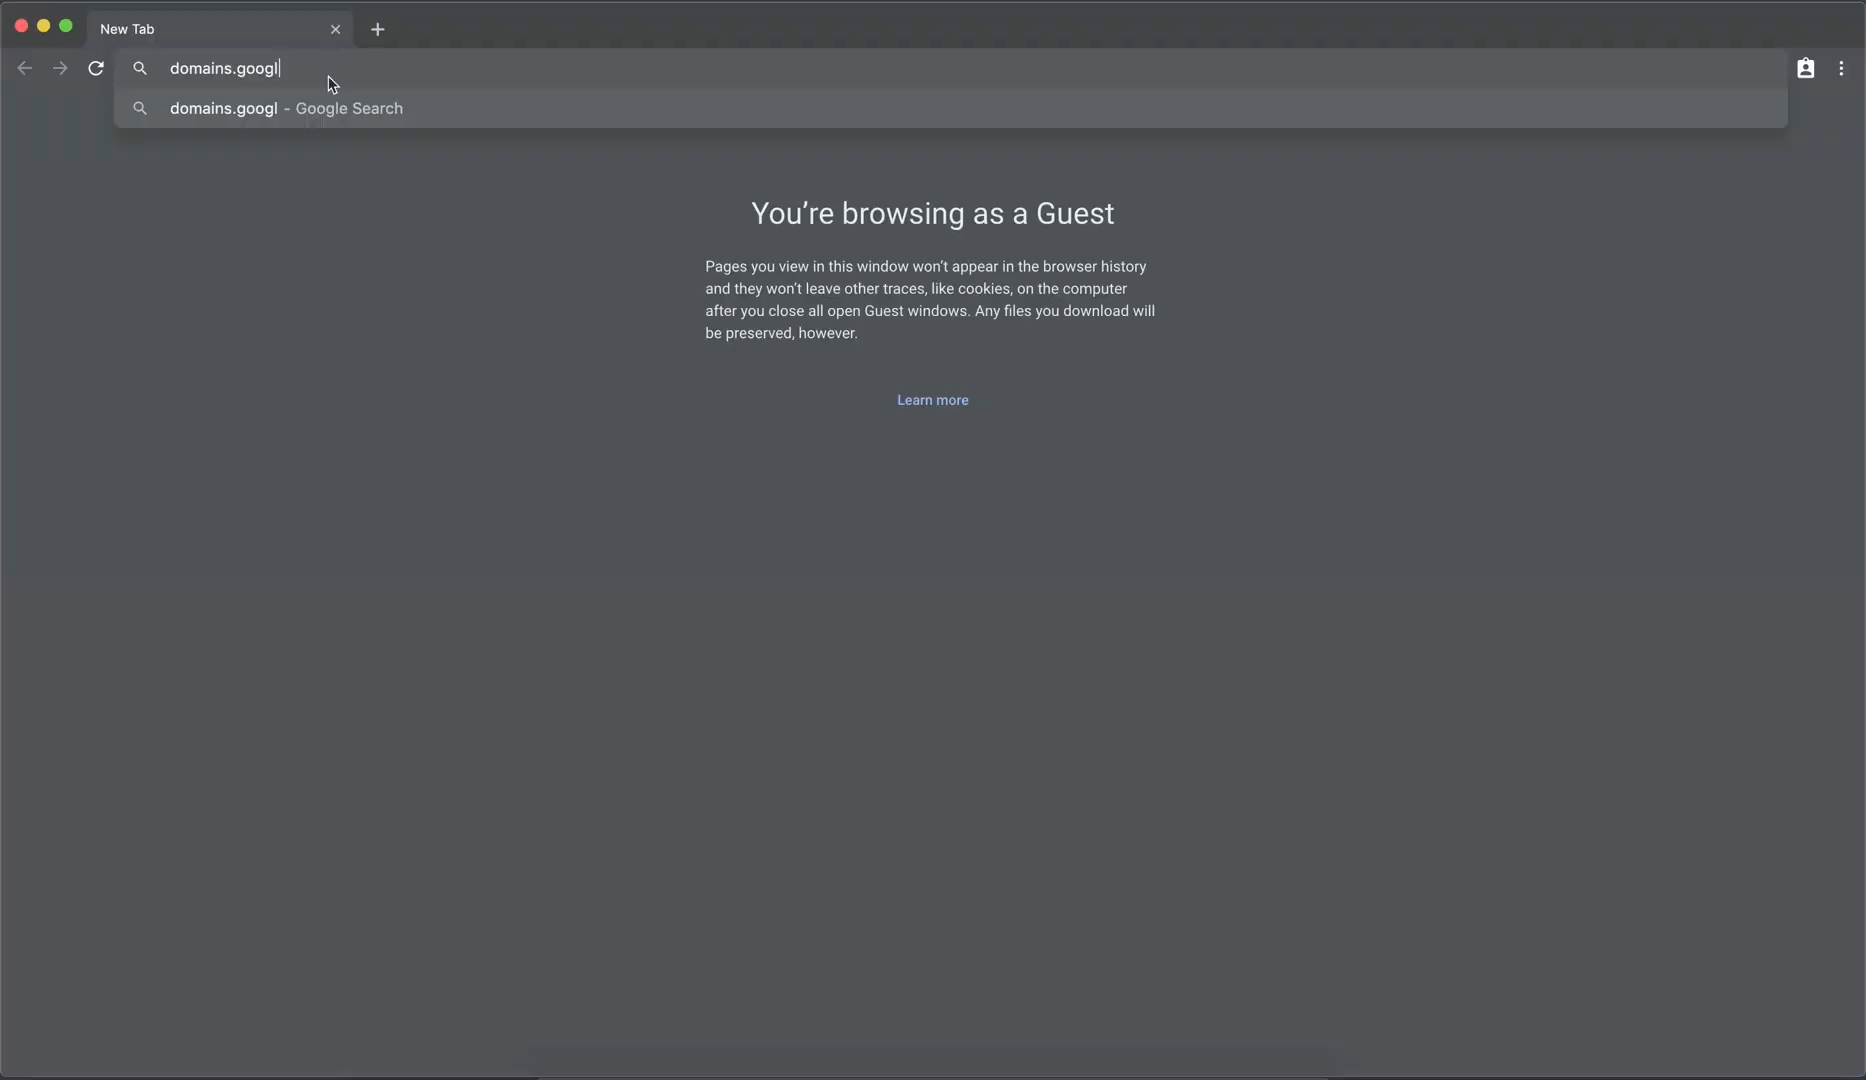 New Tab
domains.googl
domains.googl - Google Search
You’re browsing as a Guest
Pages you view in this window won’t appear in the browser history
and they won’t leave other traces, like cookies, on the computer
after you close all open Guest windows. Any files you download will
be preserved, however.
Learn more